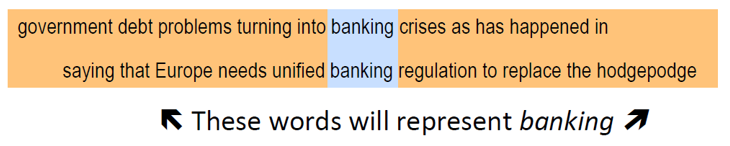 government debt problems turning into banking crises as has happened in
saying that Europe needs unified banking regulation to replace the hodgepodge
↖ These words will represent banking ↗